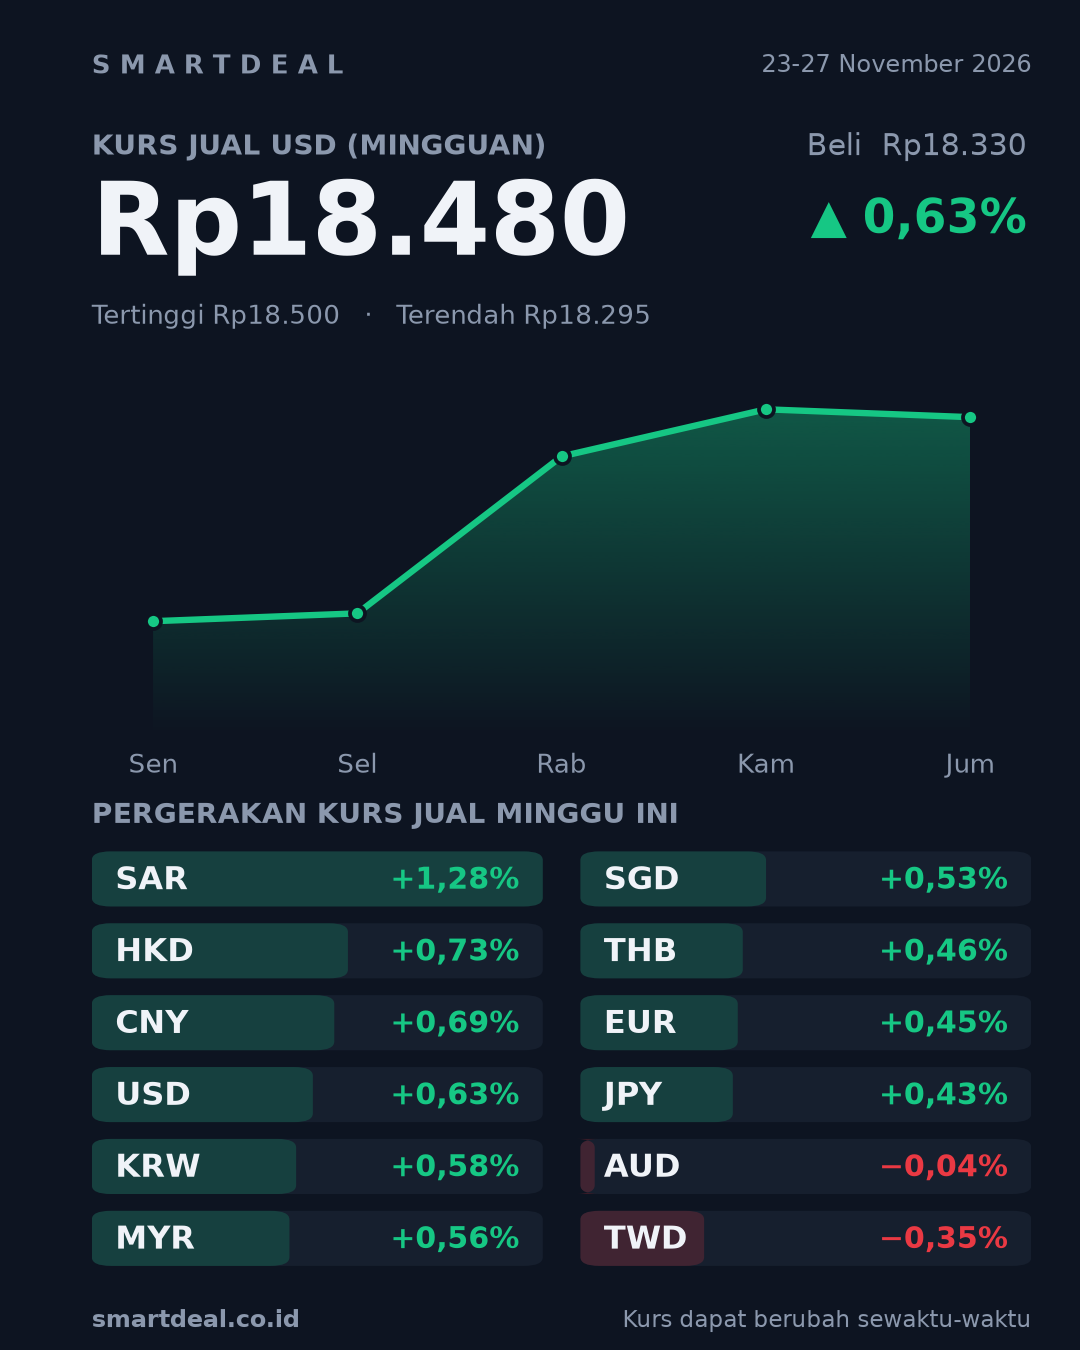 SMARTDEAL
23-27 November 2026
KURS JUAL USD (MINGGUAN)
Beli Rp18.330
Rp18.480
▲ 0,63%
Tertinggi Rp18.500 · Terendah Rp18.295
Sen Sel Rab Kam Jum
PERGERAKAN KURS JUAL MINGGU INI
SAR +1,28%
SGD +0,53%
HKD +0,73%
THB +0,46%
CNY +0,69%
EUR +0,45%
USD +0,63%
JPY +0,43%
KRW +0,58%
AUD −0,04%
MYR +0,56%
TWD −0,35%
smartdeal.co.id
Kurs dapat berubah sewaktu-waktu